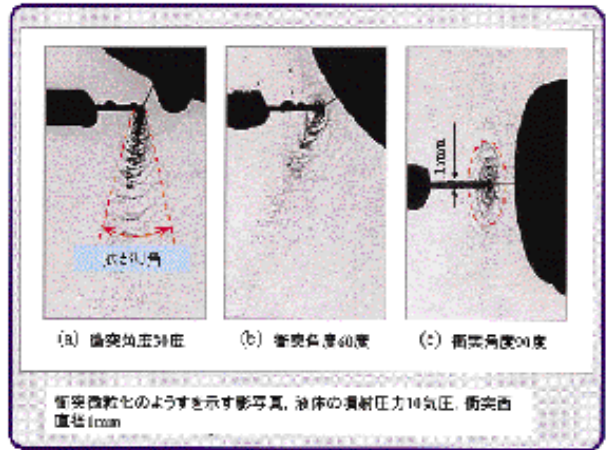 1mm
拡がり角
(a) 衝突角度30度
(b) 衝突角度60度
(c) 衝突角度90度
衝突微粒化のようすを示す影写真. 液体の噴射圧力10気圧. 衝突面
直径1mm